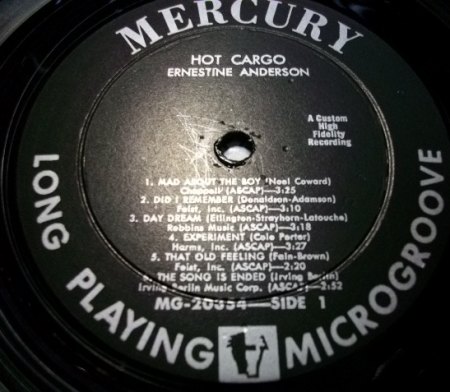 MERCURY
HOT CARGO
ERNESTINE ANDERSON
A Custom
High
Fidelity
Recording
1. MAD ABOUT THE BOY (Noel Coward)
Chappell (ASCAP)—3:25
2. DID I REMEMBER (Donaldson-Adamson)
Feist, Inc. (ASCAP)—3:10
3. DAY DREAM (Ellington-Strayhorn-Latouche)
Robbins Music (ASCAP)—3:18
4. EXPERIMENT (Cole Porter)
Harms, Inc. (ASCAP)—3:27
5. THAT OLD FEELING (Fain-Brown)
Feist, Inc. (ASCAP)—2:20
6. THE SONG IS ENDED (Irving Berlin)
Irving Berlin Music Corp. (ASCAP)—2:52
MG-20354—SIDE 1
LONG PLAYING MICROGROOVE